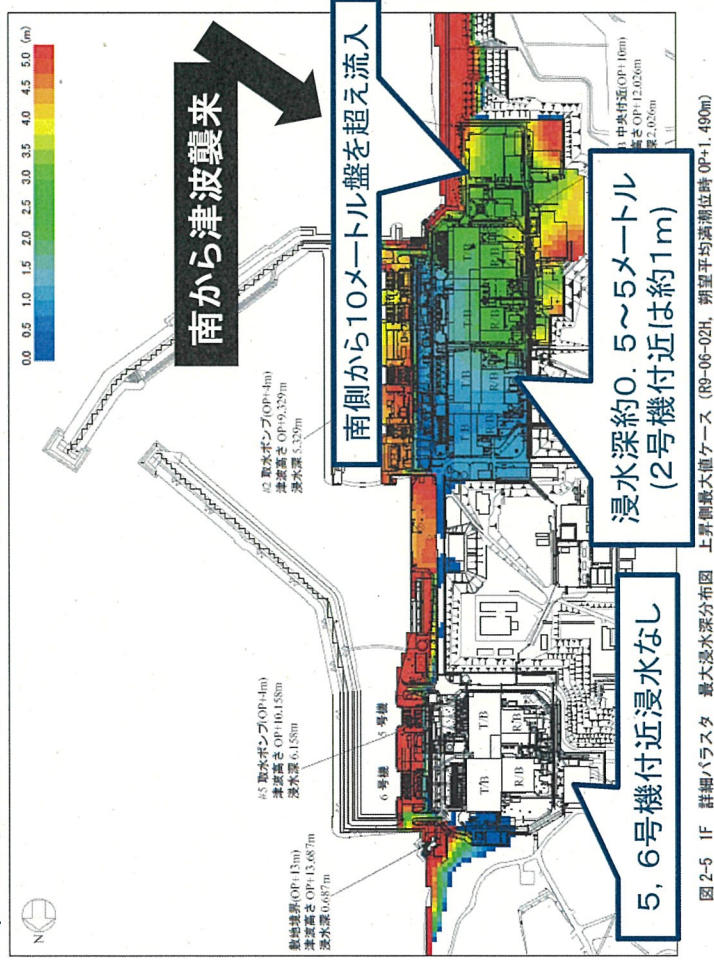 N
0.0 0.5 1.0 1.5 2.0 2.5 3.0 3.5 4.0 4.5 5.0 (m)
南から津波襲来
南側から10メートル盤を超え流入
#2 取水ポンプ(OP+4m)
津波高さ OP+9.329m
浸水深 5.329m
#5 取水ポンプ(OP+4m)
津波高さ OP+10.158m
浸水深 6.158m
敷地境界(OP+13m)
津波高さ OP+13.687m
浸水深 0.687m
6 号機
5 号機
T/B
T/B
R/B
R/B
T/B
T/B
T/B
T/B
R/B
R/B
R/B
R/B
中央付近(OP+10m)
高さ OP+12.026m
深 2.026m
浸水深約0.5~5メートル
(2号機付近は約1m)
5, 6号機付近浸水なし
図 2-5 1F 詳細パラスタ 最大浸水深分布図 上昇側最大値ケース (R9-06-02H, 朔望平均満潮位時 OP+1.490m)